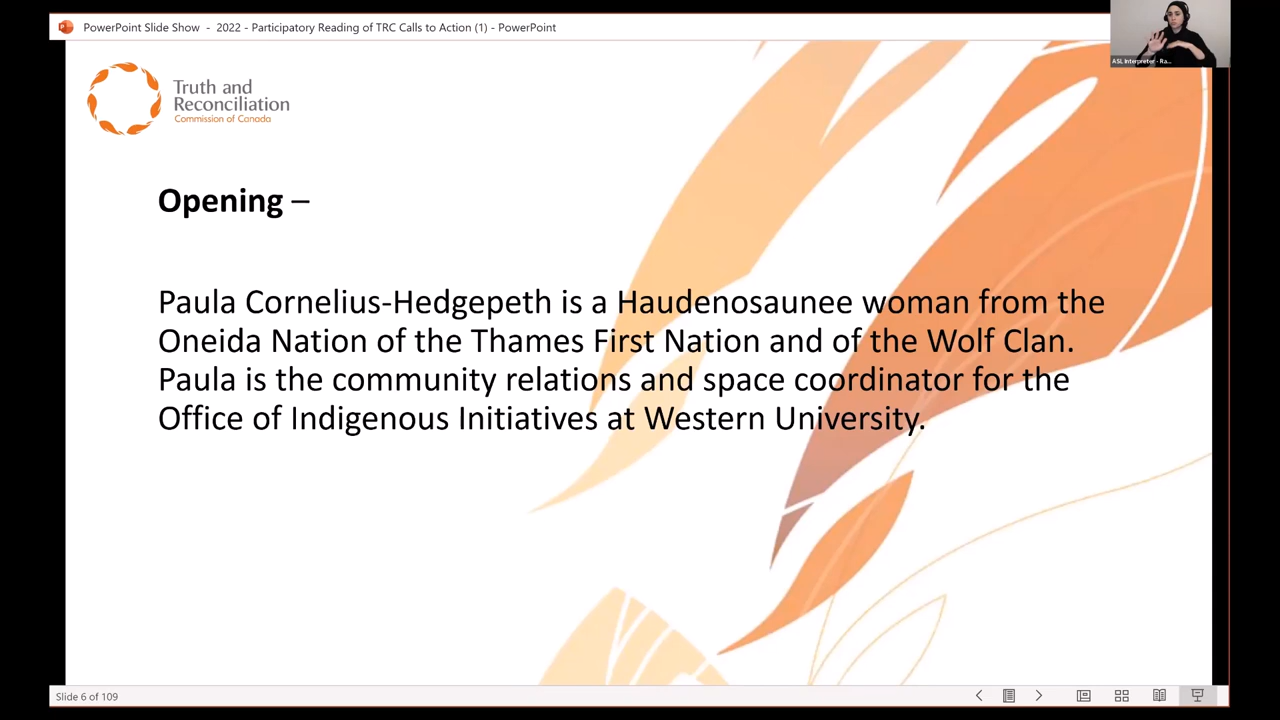 PowerPoint Slide Show - 2022 - Participatory Reading of TRC Calls to Action (1) - PowerPoint
ASL Interpreter - Ra...
Truth and
Reconciliation
Commission of Canada
Opening –
Paula Cornelius-Hedgepeth is a Haudenosaunee woman from the
Oneida Nation of the Thames First Nation and of the Wolf Clan.
Paula is the community relations and space coordinator for the
Office of Indigenous Initiatives at Western University.
Slide 6 of 109